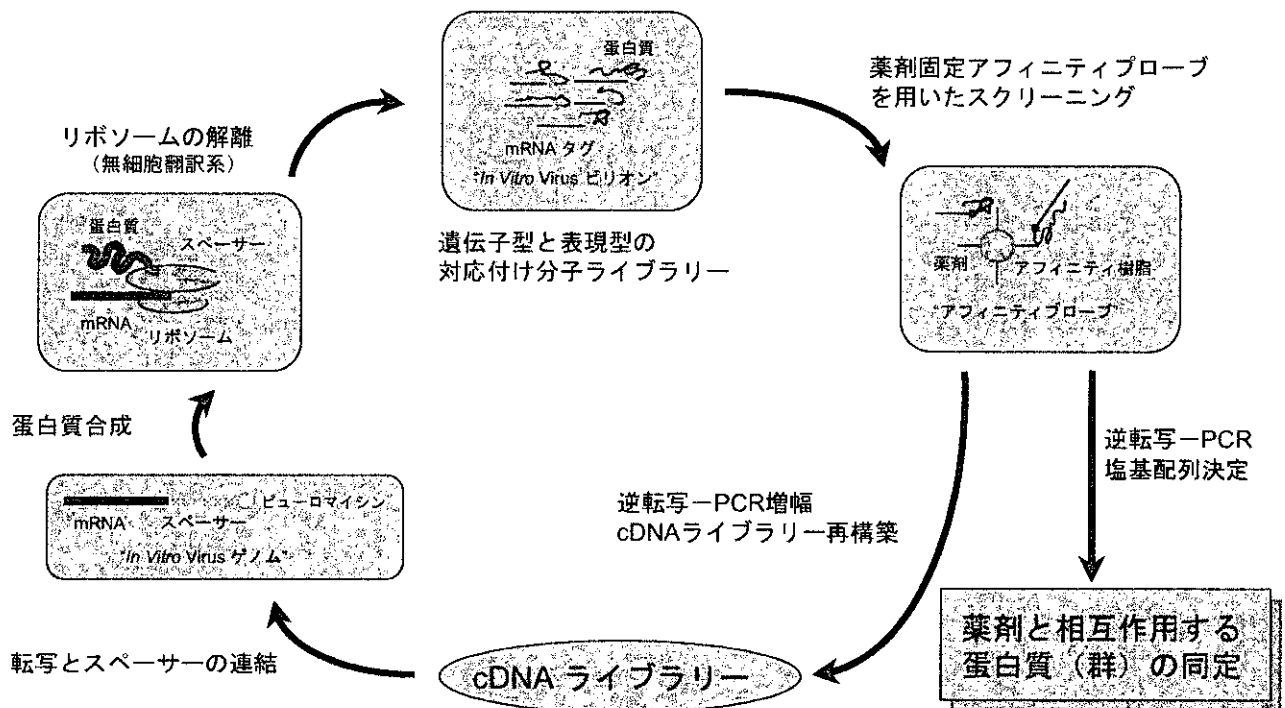 蛋白質
mRNA タグ
"In Vitro Virus ビリオン"
遺伝子型と表現型の
対応付け分子ライブラリー
薬剤固定アフィニティプローブ
を用いたスクリーニング
リボソームの解離
(無細胞翻訳系)
蛋白質
スペーサー
mRNA
リボソーム
薬剤
アフィニティ樹脂
"アフィニティプローブ"
蛋白質合成
ピューロマイシン
mRNA
スペーサー
"In Vitro Virus ゲノム"
逆転写－PCR増幅
cDNAライブラリー再構築
逆転写－PCR
塩基配列決定
転写とスペーサーの連結
cDNA ライブラリー
薬剤と相互作用する
蛋白質（群）の同定